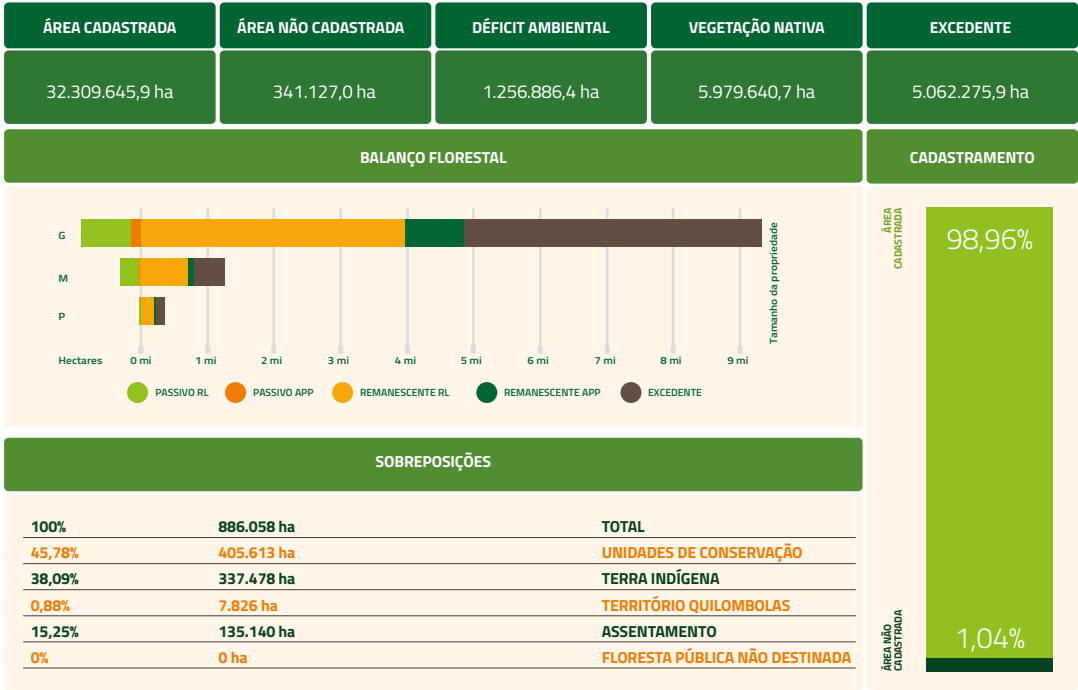 ÁREA CADASTRADA
ÁREA NÃO CADASTRADA
DÉFICIT AMBIENTAL
VEGETAÇÃO NATIVA
EXCEDENTE
32.309.645,9 ha
341.127,0 ha
1.256.886,4 ha
5.979.640,7 ha
5.062.275,9 ha
BALANÇO FLORESTAL
G
M
P
Tamanho da propriedade
Hectares
0 mi
1 mi
2 mi
3 mi
4 mi
5 mi
6 mi
7 mi
8 mi
9 mi
PASSIVO RL
PASSIVO APP
REMANESCENTE RL
REMANESCENTE APP
EXCEDENTE
CADASTRAMENTO
ÁREA
CADASTRADA
98,96%
ÁREA NÃO
CADASTRADA
1,04%
SOBREPOSIÇÕES
100% 886.058 ha TOTAL
45,78% 405.613 ha UNIDADES DE CONSERVAÇÃO
38,09% 337.478 ha TERRA INDÍGENA
0,88% 7.826 ha TERRITÓRIO QUILOMBOLAS
15,25% 135.140 ha ASSENTAMENTO
0% 0 ha FLORESTA PÚBLICA NÃO DESTINADA